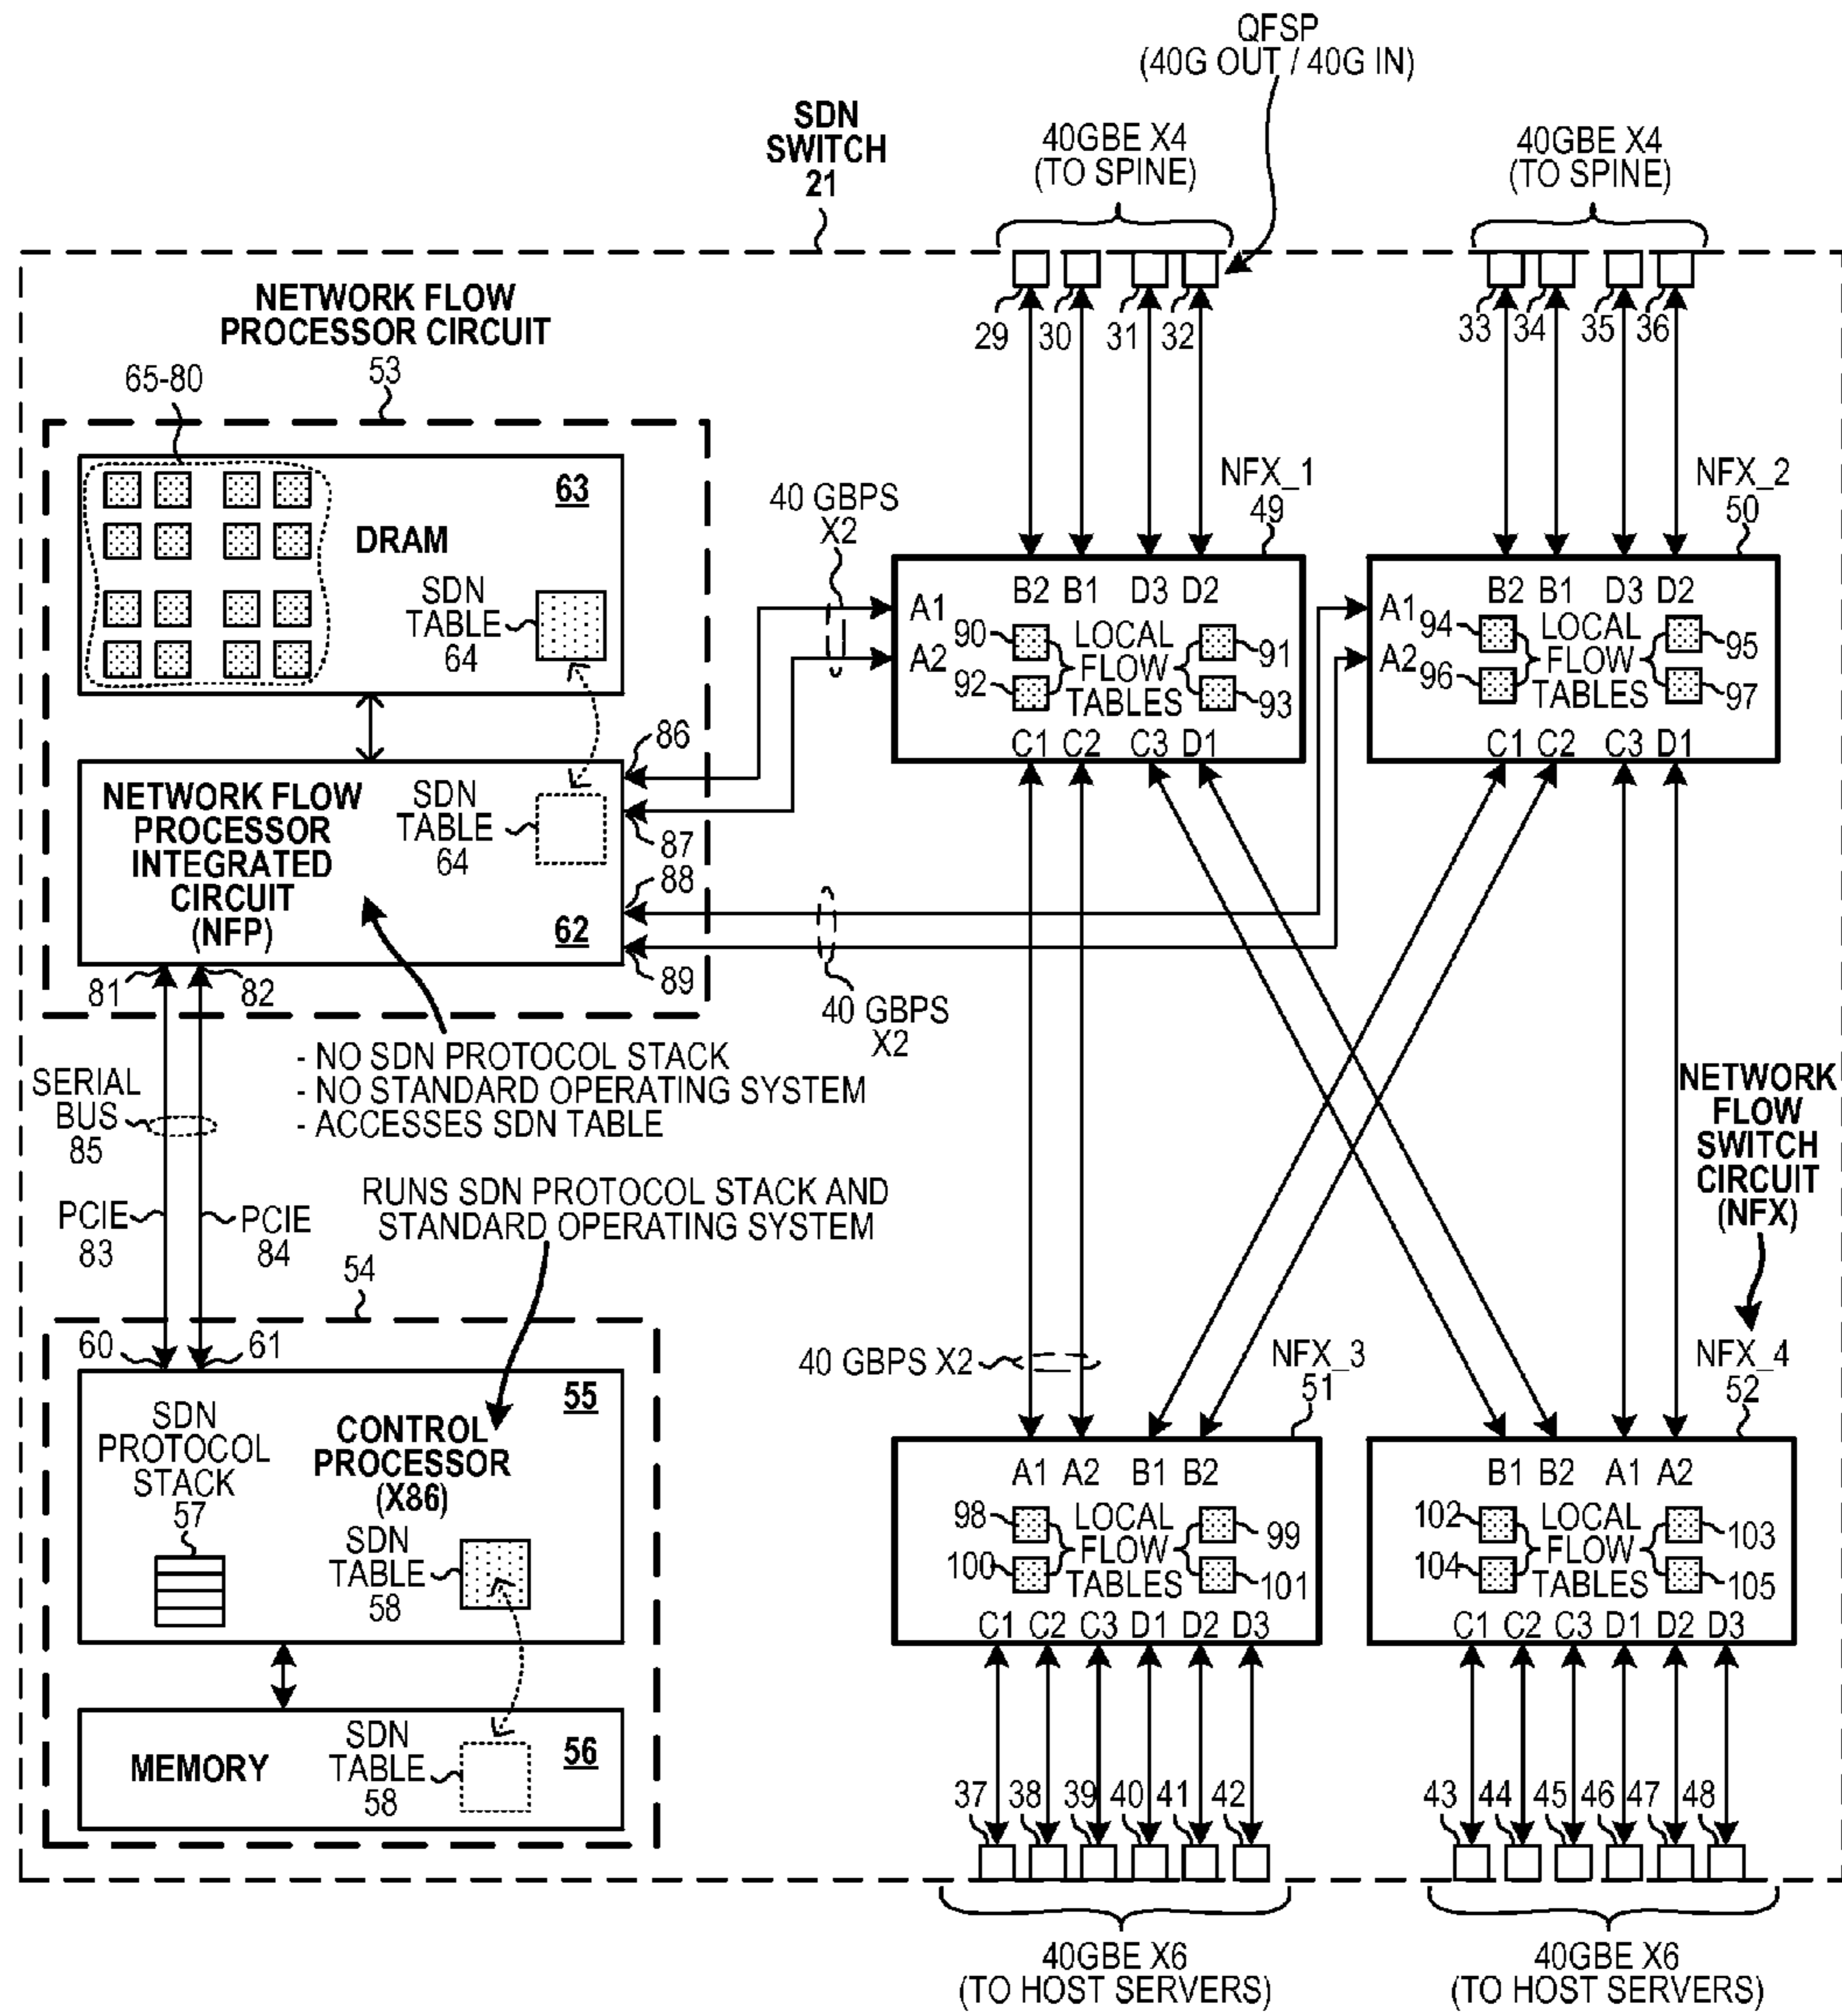 QFSP
(40G OUT / 40G IN)
SDN
SWITCH
21
40GBE X4
(TO SPINE)
40GBE X4
(TO SPINE)
NETWORK FLOW
PROCESSOR CIRCUIT
53
65-80
29
30
31
32
33
34
35
36
63
DRAM
SDN
TABLE
64
40 GBPS
X2
NFX_1
49
NFX_2
50
B2 B1 D3 D2
A1
A2
90
92
LOCAL
FLOW
TABLES
91
93
C1 C2 C3 D1
B2 B1 D3 D2
A1
A2
94
96
LOCAL
FLOW
TABLES
95
97
C1 C2 C3 D1
NETWORK FLOW
PROCESSOR
INTEGRATED
CIRCUIT
(NFP)
SDN
TABLE
64
62
86
87
88
89
81
82
40 GBPS
X2
- NO SDN PROTOCOL STACK
- NO STANDARD OPERATING SYSTEM
- ACCESSES SDN TABLE
SERIAL
BUS
85
PCIE
83
PCIE
84
RUNS SDN PROTOCOL STACK AND
STANDARD OPERATING SYSTEM
NETWORK
FLOW
SWITCH
CIRCUIT
(NFX)
54
60
61
55
SDN
PROTOCOL
STACK
57
CONTROL
PROCESSOR
(X86)
SDN
TABLE
58
MEMORY
SDN
TABLE
58
56
40 GBPS X2
NFX_3
51
NFX_4
52
A1 A2 B1 B2
98
100
LOCAL
FLOW
TABLES
99
101
C1 C2 C3 D1 D2 D3
B1 B2 A1 A2
102
104
LOCAL
FLOW
TABLES
103
105
C1 C2 C3 D1 D2 D3
37
38
39
40
41
42
43
44
45
46
47
48
40GBE X6
(TO HOST SERVERS)
40GBE X6
(TO HOST SERVERS)